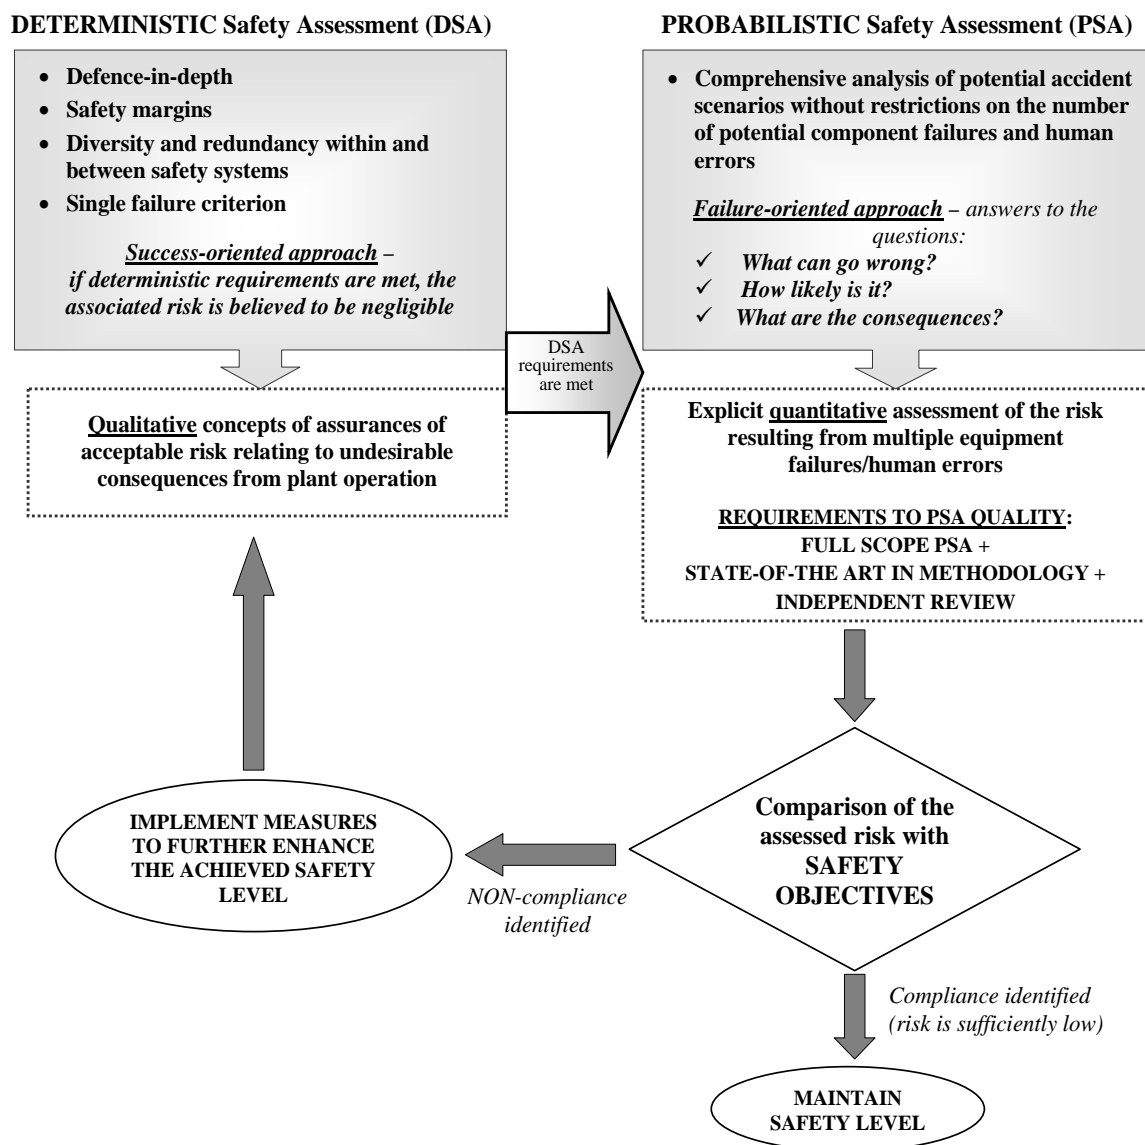 DETERMINISTIC Safety Assessment (DSA)
• Defence-in-depth
• Safety margins
• Diversity and redundancy within and
between safety systems
• Single failure criterion
Success-oriented approach –
if deterministic requirements are met, the
associated risk is believed to be negligible
Qualitative concepts of assurances of
acceptable risk relating to undesirable
consequences from plant operation
DSA
requirements
are met
PROBABILISTIC Safety Assessment (PSA)
• Comprehensive analysis of potential accident
scenarios without restrictions on the number
of potential component failures and human
errors
Failure-oriented approach – answers to the
questions:
✓ What can go wrong?
✓ How likely is it?
✓ What are the consequences?
Explicit quantitative assessment of the risk
resulting from multiple equipment
failures/human errors
REQUIREMENTS TO PSA QUALITY:
FULL SCOPE PSA +
STATE-OF-THE ART IN METHODOLOGY +
INDEPENDENT REVIEW
Comparison of the
assessed risk with
SAFETY
OBJECTIVES
NON-compliance
identified
IMPLEMENT MEASURES
TO FURTHER ENHANCE
THE ACHIEVED SAFETY
LEVEL
Compliance identified
(risk is sufficiently low)
MAINTAIN
SAFETY LEVEL